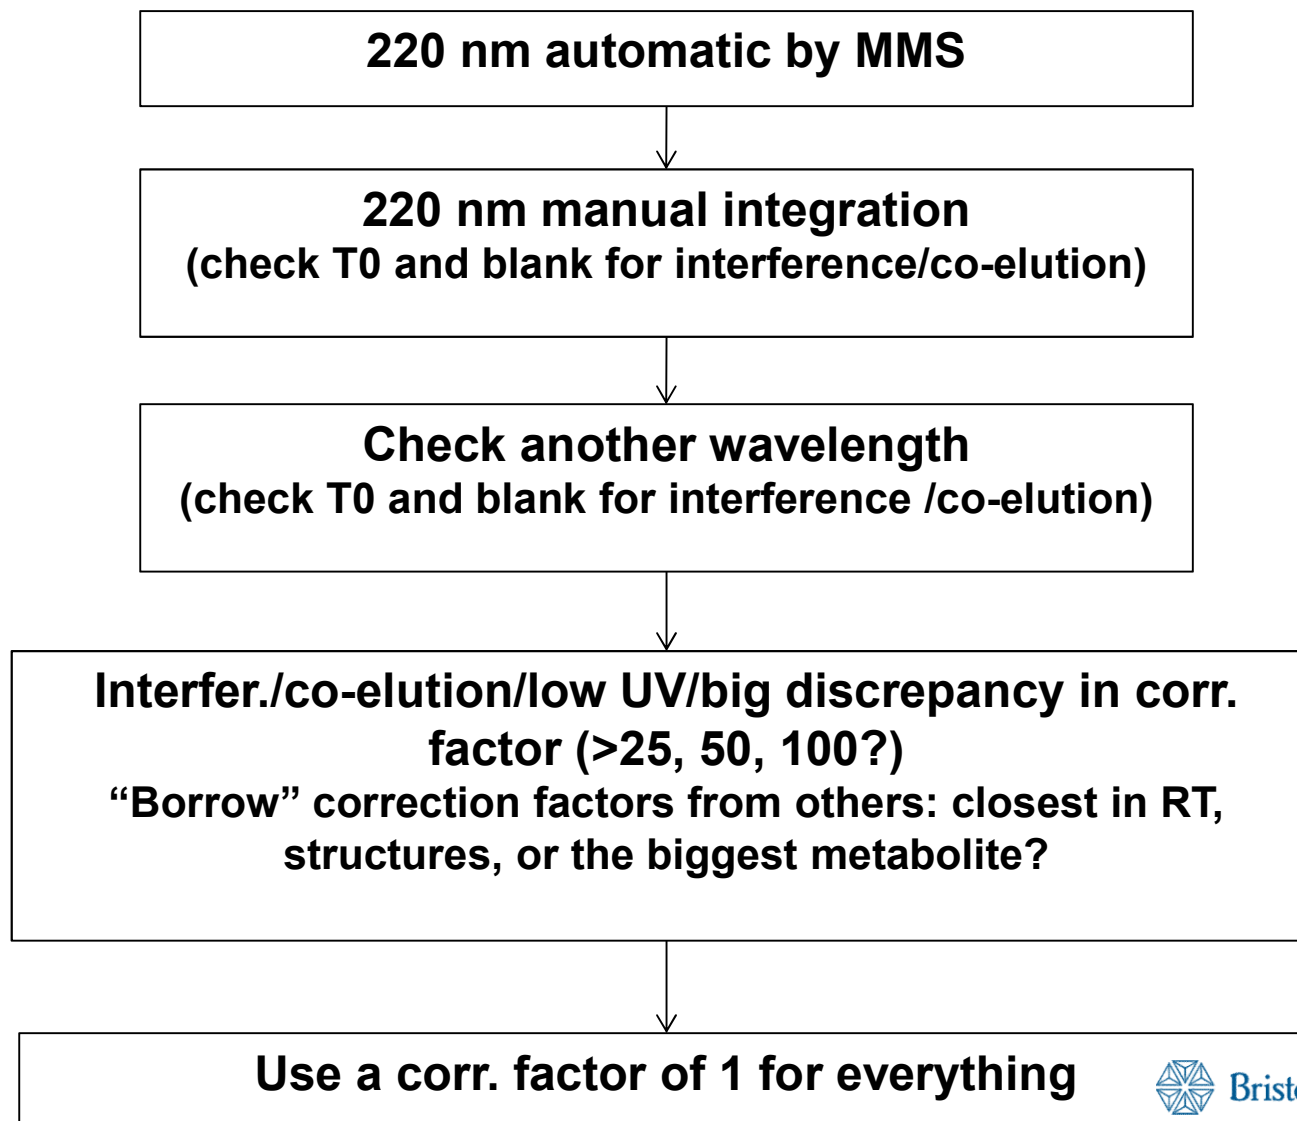 220 nm automatic by MMS
220 nm manual integration
(check T0 and blank for interference/co-elution)
Check another wavelength
(check T0 and blank for interference /co-elution)
Interfer./co-elution/low UV/big discrepancy in corr.
factor (>25, 50, 100?)
“Borrow” correction factors from others: closest in RT,
structures, or the biggest metabolite?
Use a corr. factor of 1 for everything